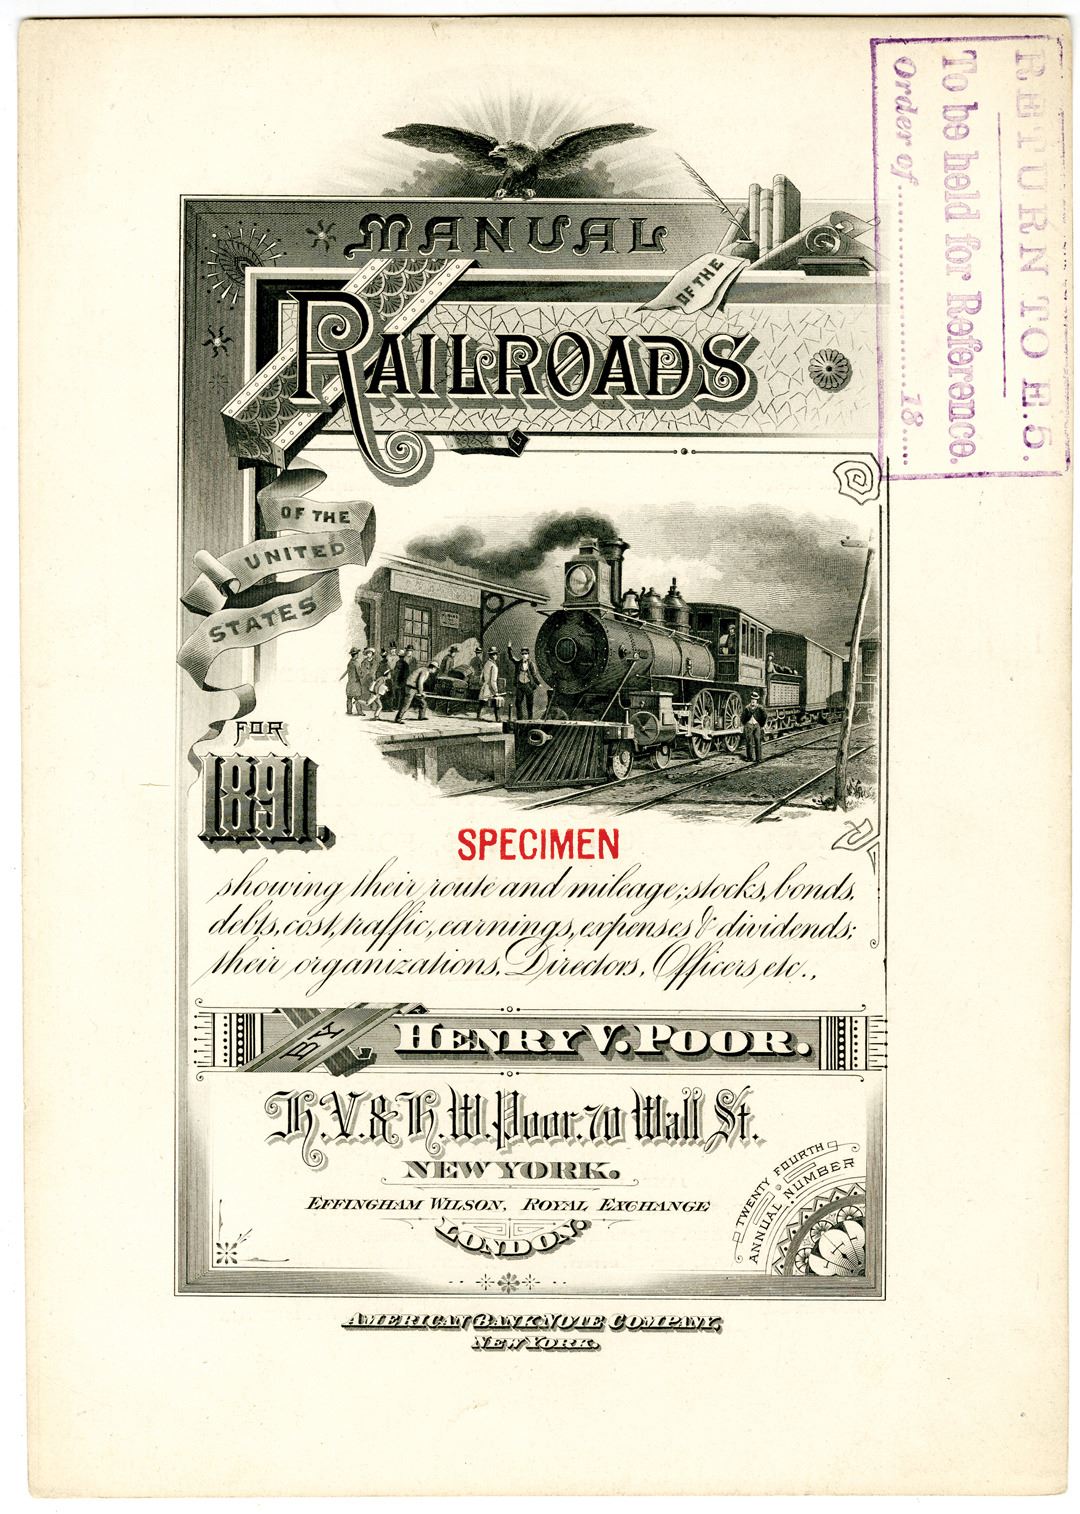 MANUAL
OF THE
RAILROADS
OF THE
UNITED
STATES
FOR
1891.
SPECIMEN
showing their route and mileage; stocks, bonds,
debts, cost, traffic, earnings, expenses & dividends;
their organizations, Directors, Officers, etc.,
BY
HENRY V. POOR.
H.V. & H.W. Poor. 70 Wall St.
NEW YORK.
EFFINGHAM WILSON, ROYAL EXCHANGE
LONDON.
TWENTY FOURTH
ANNUAL NUMBER
AMERICAN BANK NOTE COMPANY,
NEW YORK.
RETURN TO E. 5.
To be held for Reference.
Order of.......................18.....